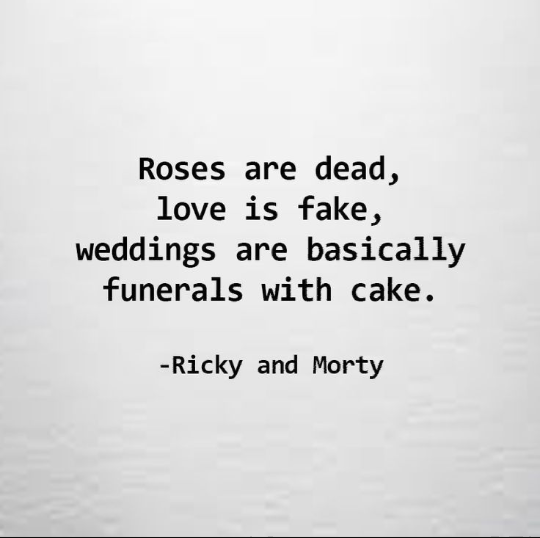 Roses are dead,
love is fake,
weddings are basically
funerals with cake.
-Ricky and Morty